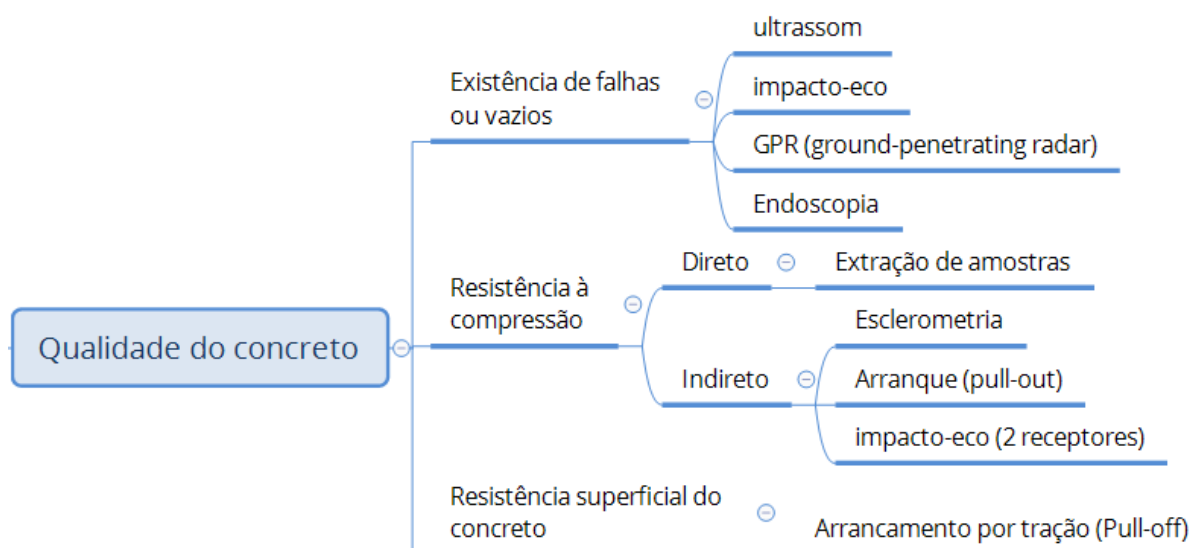 Qualidade do concreto
Existência de falhas
ou vazios
ultrassom
impacto-eco
GPR (ground-penetrating radar)
Endoscopia
Resistência à
compressão
Direto
Extração de amostras
Indireto
Esclerometria
Arranque (pull-out)
impacto-eco (2 receptores)
Resistência superficial do
concreto
Arrancamento por tração (Pull-off)